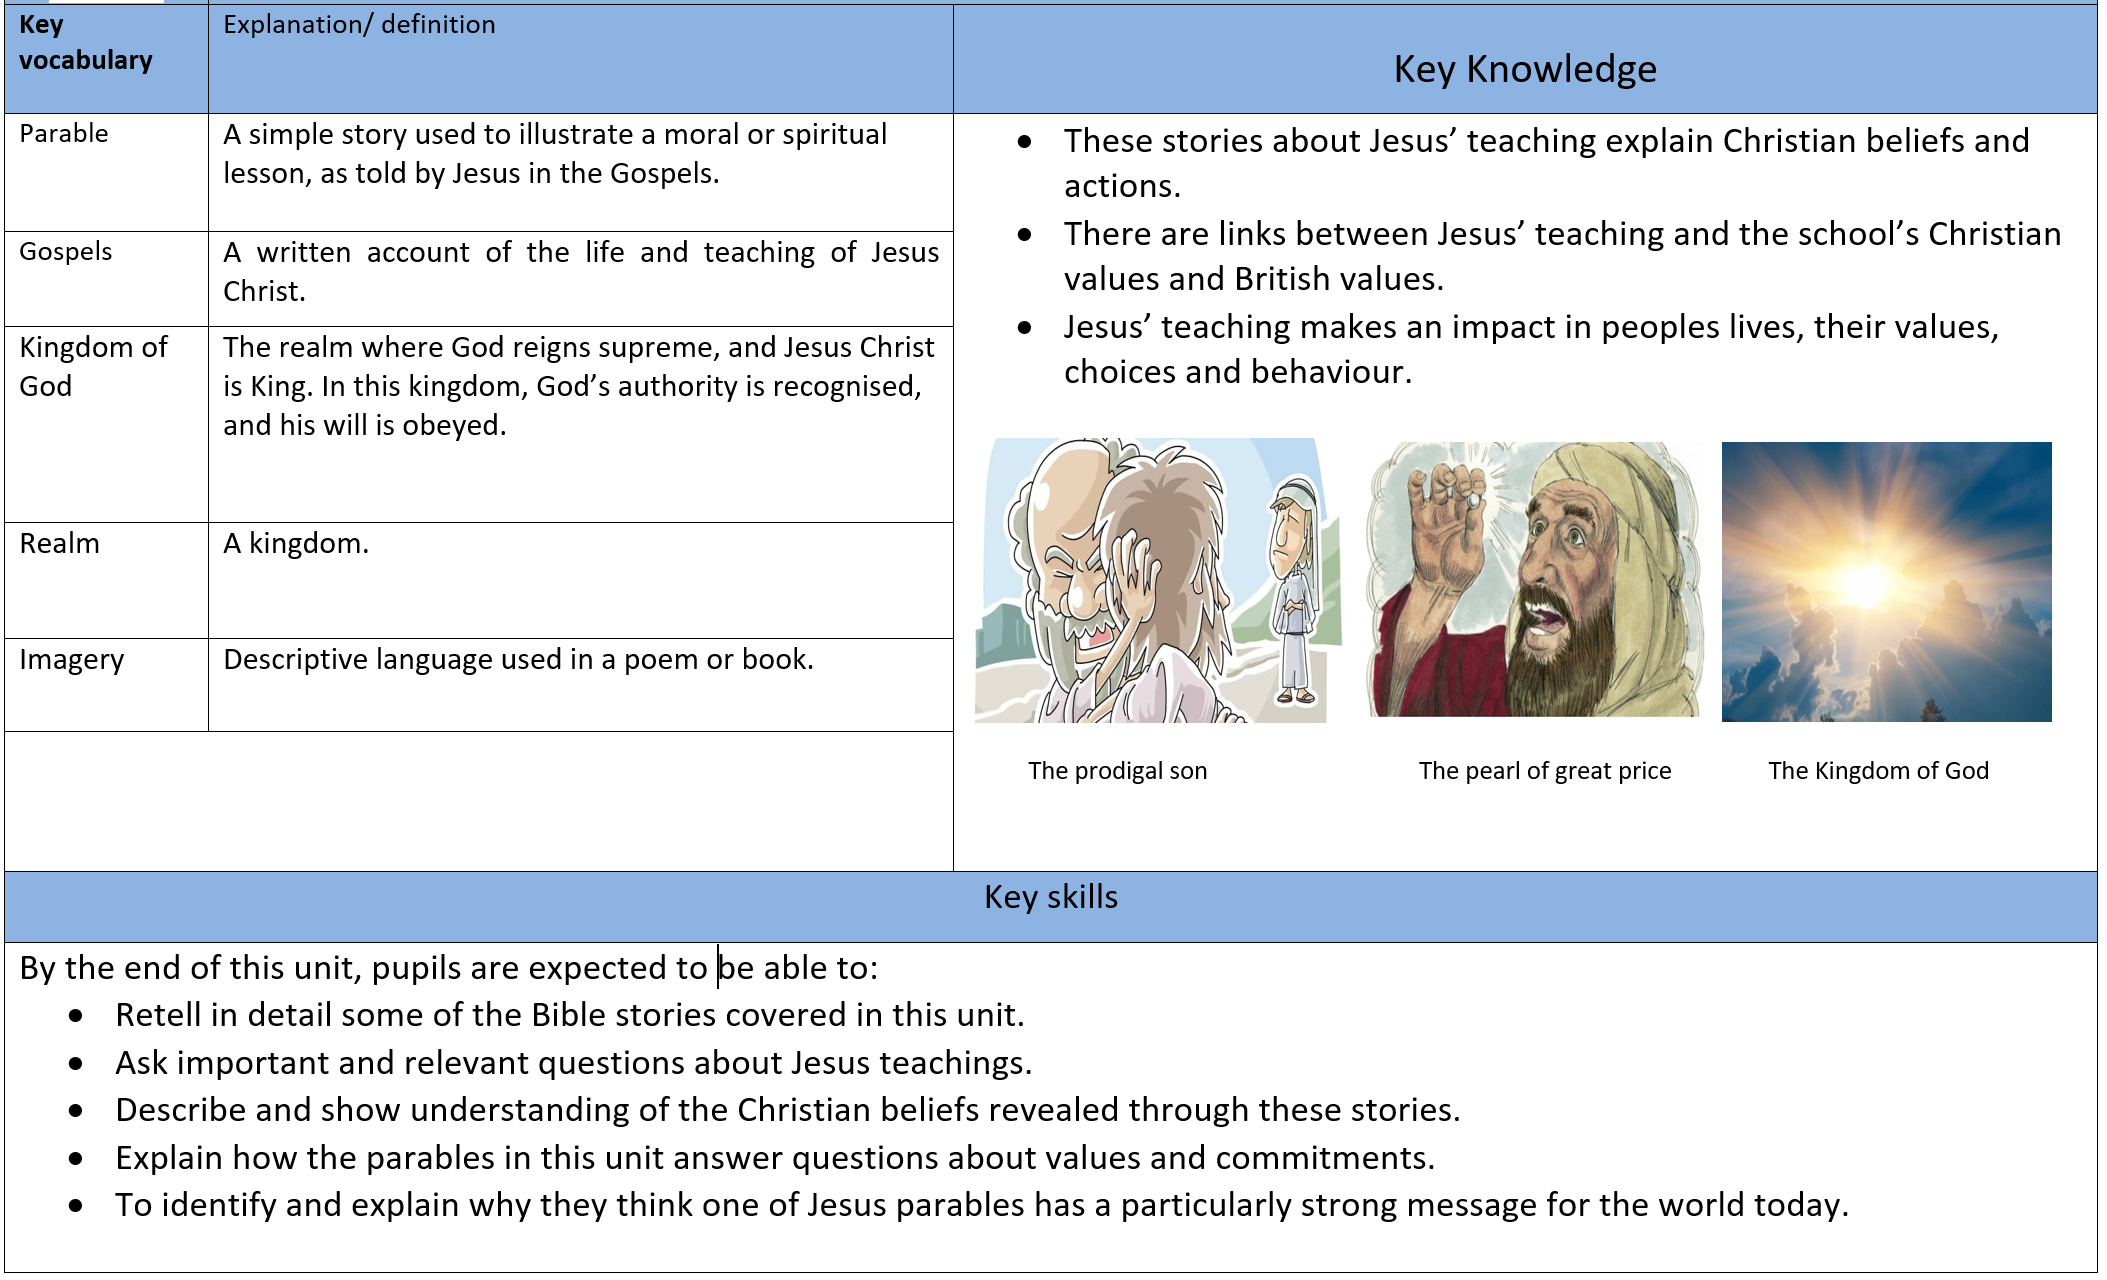 Key
vocabulary
Explanation/ definition
Key Knowledge
Parable
A simple story used to illustrate a moral or spiritual
lesson, as told by Jesus in the Gospels.
Gospels
A written account of the life and teaching of Jesus
Christ.
Kingdom of
God
The realm where God reigns supreme, and Jesus Christ
is King. In this kingdom, God’s authority is recognised,
and his will is obeyed.
Realm
A kingdom.
Imagery
Descriptive language used in a poem or book.
• These stories about Jesus’ teaching explain Christian beliefs and
actions.
• There are links between Jesus’ teaching and the school’s Christian
values and British values.
• Jesus’ teaching makes an impact in peoples lives, their values,
choices and behaviour.
The prodigal son
The pearl of great price
The Kingdom of God
Key skills
By the end of this unit, pupils are expected to be able to:
• Retell in detail some of the Bible stories covered in this unit.
• Ask important and relevant questions about Jesus teachings.
• Describe and show understanding of the Christian beliefs revealed through these stories.
• Explain how the parables in this unit answer questions about values and commitments.
• To identify and explain why they think one of Jesus parables has a particularly strong message for the world today.